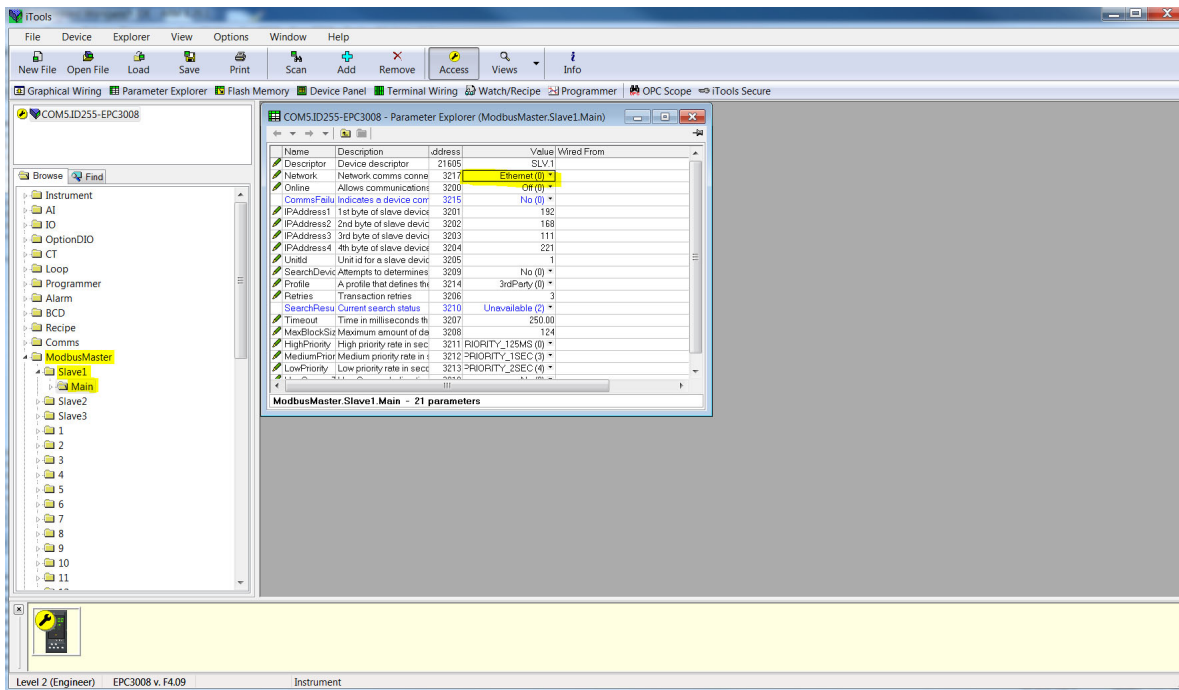 iTools
File Device Explorer View Options Window Help
New File Open File Load Save Print Scan Add Remove Access Views Info
Graphical Wiring Parameter Explorer Flash Memory Device Panel Terminal Wiring Watch/Recipe Programmer OPC Scope iTools Secure
COM5.ID255-EPC3008
Browse Find
Instrument
AI
IO
OptionDIO
CT
Loop
Programmer
Alarm
BCD
Recipe
Comms
ModbusMaster
Slave1
Main
Slave2
Slave3
1
2
3
4
5
6
7
8
9
10
11
COM5.ID255-EPC3008 - Parameter Explorer (ModbusMaster.Slave1.Main)
Name Description ddress Value Wired From
Descriptor Device descriptor 21605 SLV.1
Network Network comms conne 3217 Ethernet (0)
Online Allows communications 3200 Off (0)
CommsFailu Indicates a device com 3215 No (0)
IPAddress1 1st byte of slave device 3201 192
IPAddress2 2nd byte of slave devic 3202 168
IPAddress3 3rd byte of slave devic 3203 111
IPAddress4 4th byte of slave device 3204 221
UnitId Unit id for a slave devic 3205 1
SearchDevic Attempts to determines 3209 No (0)
Profile A profile that defines the 3214 3rdParty (0)
Retries Transaction retries 3206 3
SearchResu Current search status 3210 Unavailable (2)
Timeout Time in milliseconds th 3207 250.00
MaxBlockSiz Maximum amount of da 3208 124
HighPriority High priority rate in sec 3211 RIORITY_125MS (0)
MediumPrior Medium priority rate in s 3212 PRIORITY_1SEC (3)
LowPriority Low priority rate in seco 3213 PRIORITY_2SEC (4)
ModbusMaster.Slave1.Main - 21 parameters
Level 2 (Engineer) EPC3008 v. F4.09 Instrument